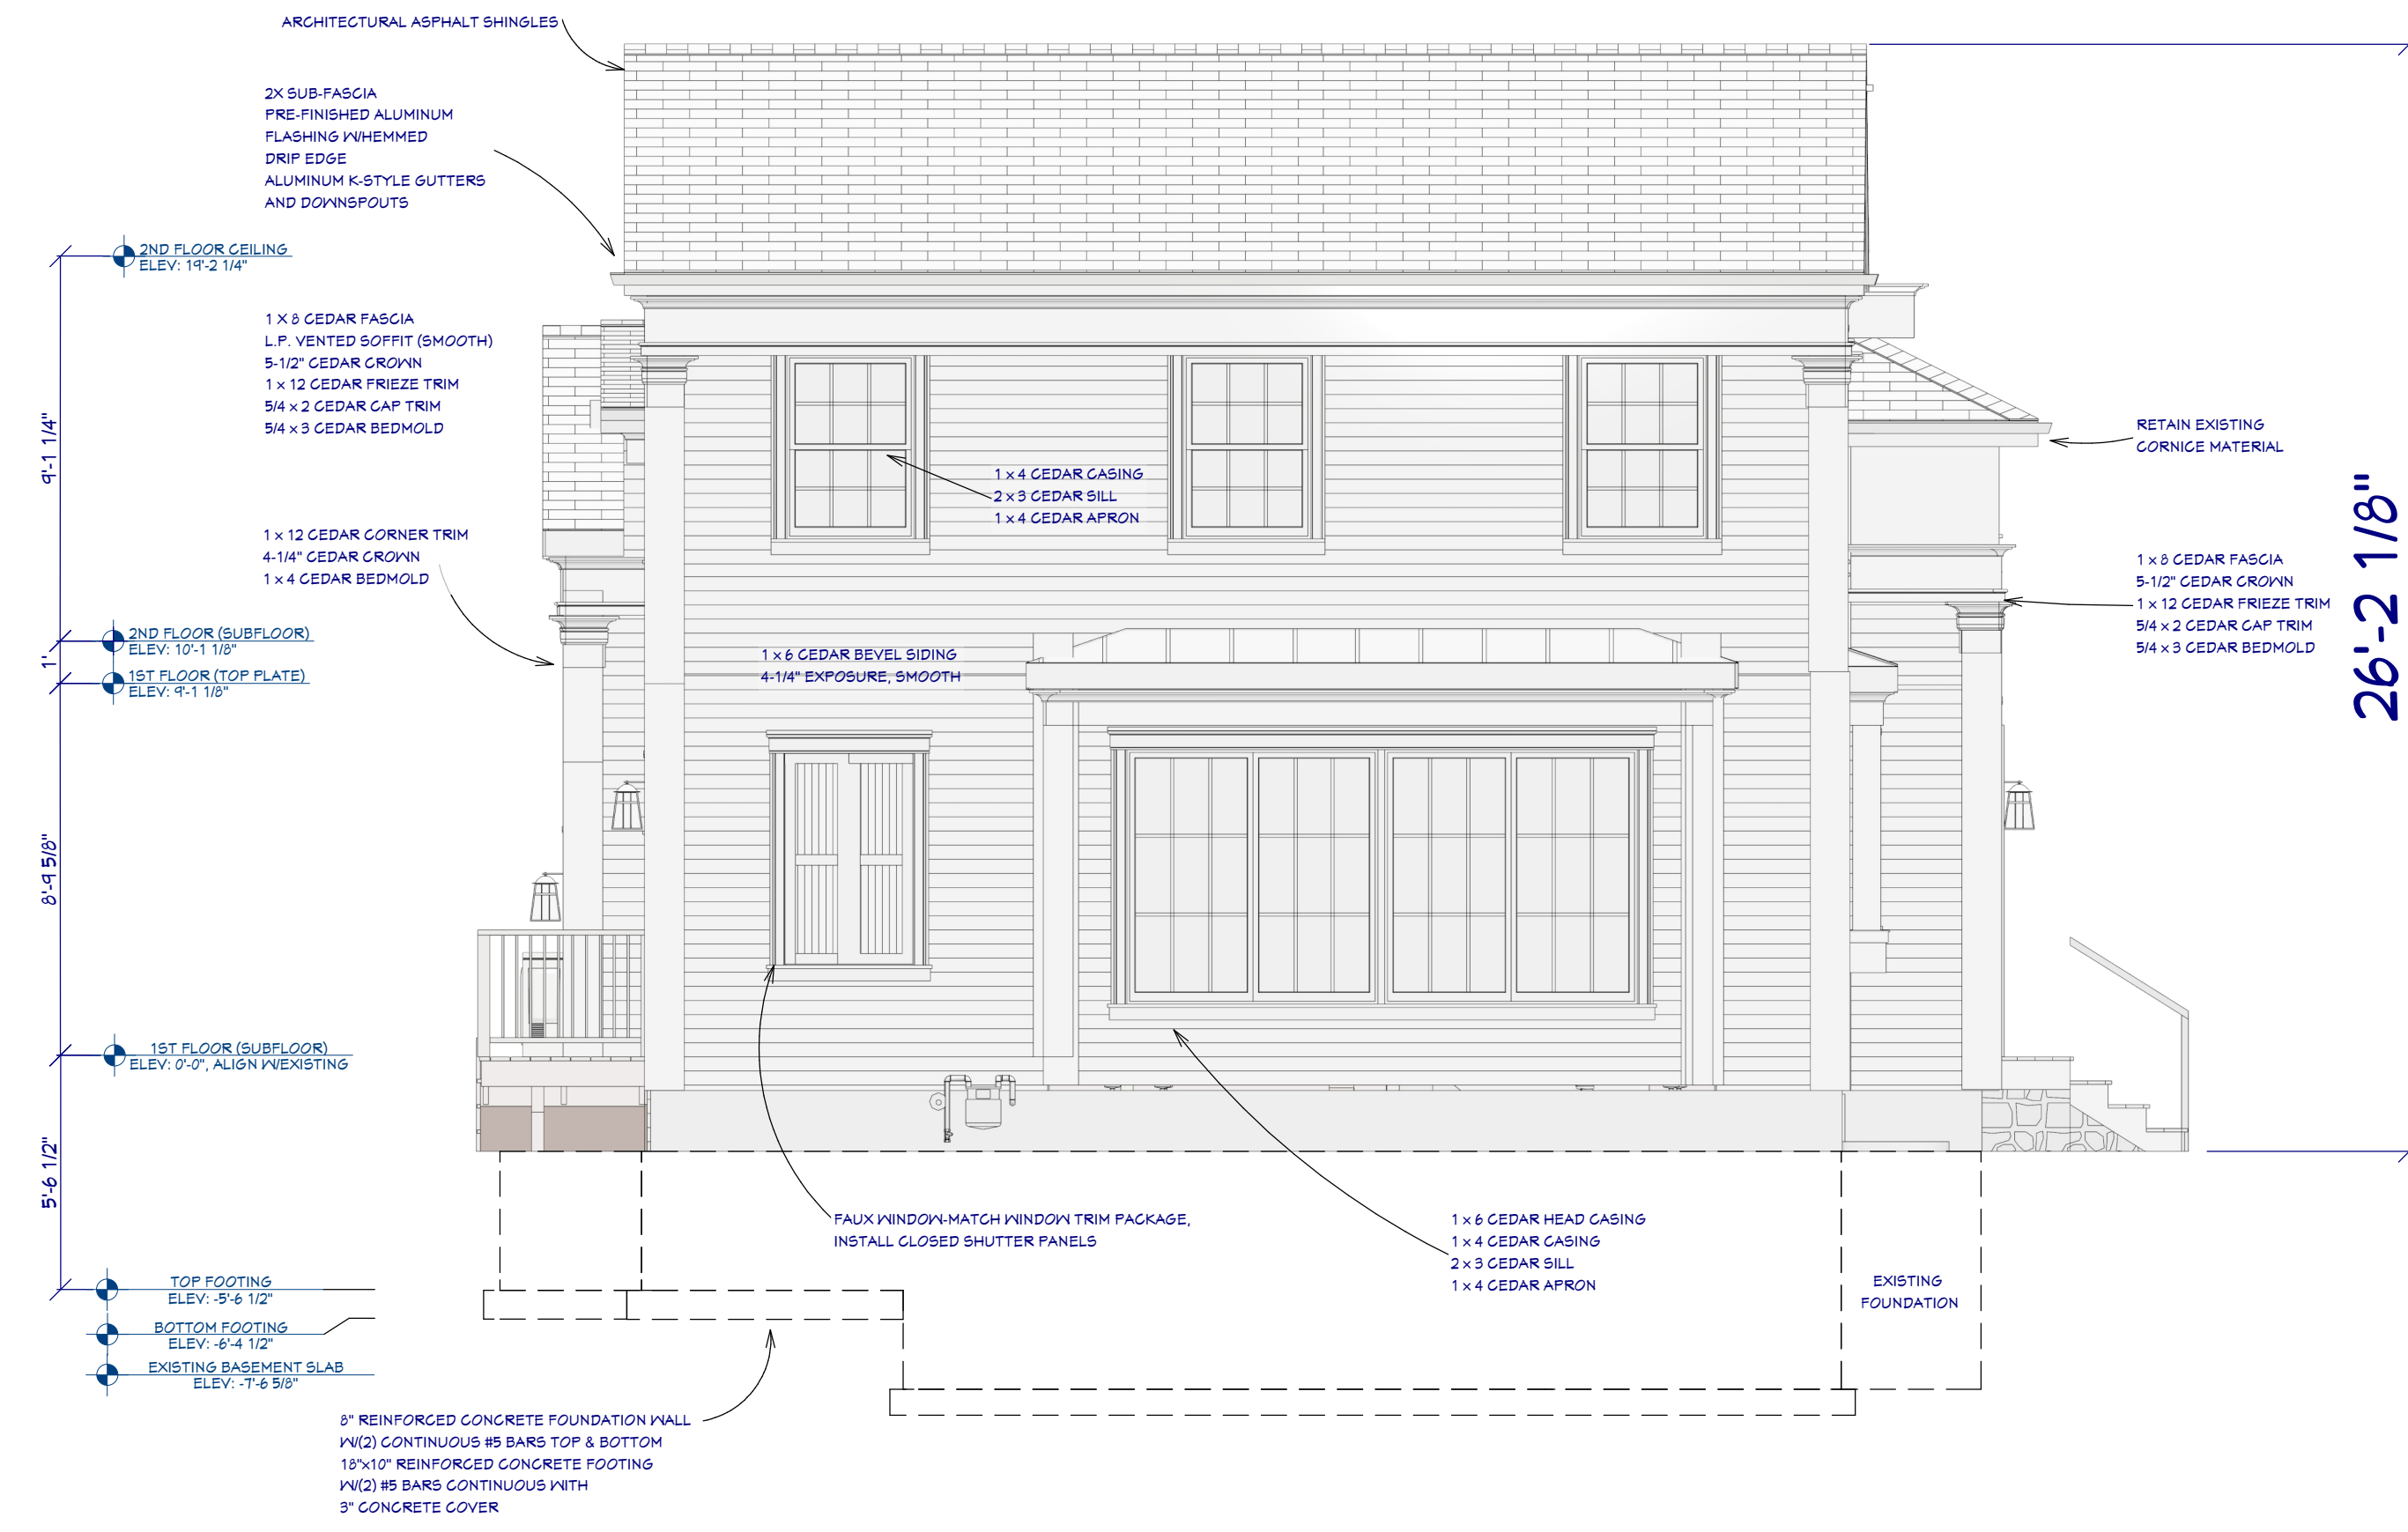 ARCHITECTURAL ASPHALT SHINGLES
2X SUB-FASCIA
PRE-FINISHED ALUMINUM
FLASHING W/HEMMED
DRIP EDGE
ALUMINUM K-STYLE GUTTERS
AND DOWNSPOUTS
2ND FLOOR CEILING
ELEV: 19'-2 1/4"
1 X 8 CEDAR FASCIA
L.P. VENTED SOFFIT (SMOOTH)
5-1/2" CEDAR CROWN
1 x 12 CEDAR FRIEZE TRIM
5/4 x 2 CEDAR CAP TRIM
5/4 x 3 CEDAR BEDMOLD
9'-1 1/4"
1 x 4 CEDAR CASING
2 x 3 CEDAR SILL
1 x 4 CEDAR APRON
RETAIN EXISTING
CORNICE MATERIAL
26'-2 1/8"
1 x 12 CEDAR CORNER TRIM
4-1/4" CEDAR CROWN
1 x 4 CEDAR BEDMOLD
1 x 8 CEDAR FASCIA
5-1/2" CEDAR CROWN
1 x 12 CEDAR FRIEZE TRIM
5/4 x 2 CEDAR CAP TRIM
5/4 x 3 CEDAR BEDMOLD
2ND FLOOR (SUBFLOOR)
ELEV: 10'-1 1/8"
1'
1ST FLOOR (TOP PLATE)
ELEV: 9'-1 1/8"
1 x 6 CEDAR BEVEL SIDING
4-1/4" EXPOSURE, SMOOTH
8'-9 5/8"
1ST FLOOR (SUBFLOOR)
ELEV: 0'-0", ALIGN W/EXISTING
5'-6 1/2"
FAUX WINDOW-MATCH WINDOW TRIM PACKAGE,
INSTALL CLOSED SHUTTER PANELS
1 x 6 CEDAR HEAD CASING
1 x 4 CEDAR CASING
2 x 3 CEDAR SILL
1 x 4 CEDAR APRON
EXISTING
FOUNDATION
TOP FOOTING
ELEV: -5'-6 1/2"
BOTTOM FOOTING
ELEV: -6'-4 1/2"
EXISTING BASEMENT SLAB
ELEV: -7'-6 5/8"
8" REINFORCED CONCRETE FOUNDATION WALL
W/(2) CONTINUOUS #5 BARS TOP & BOTTOM
18"x10" REINFORCED CONCRETE FOOTING
W/(2) #5 BARS CONTINUOUS WITH
3" CONCRETE COVER